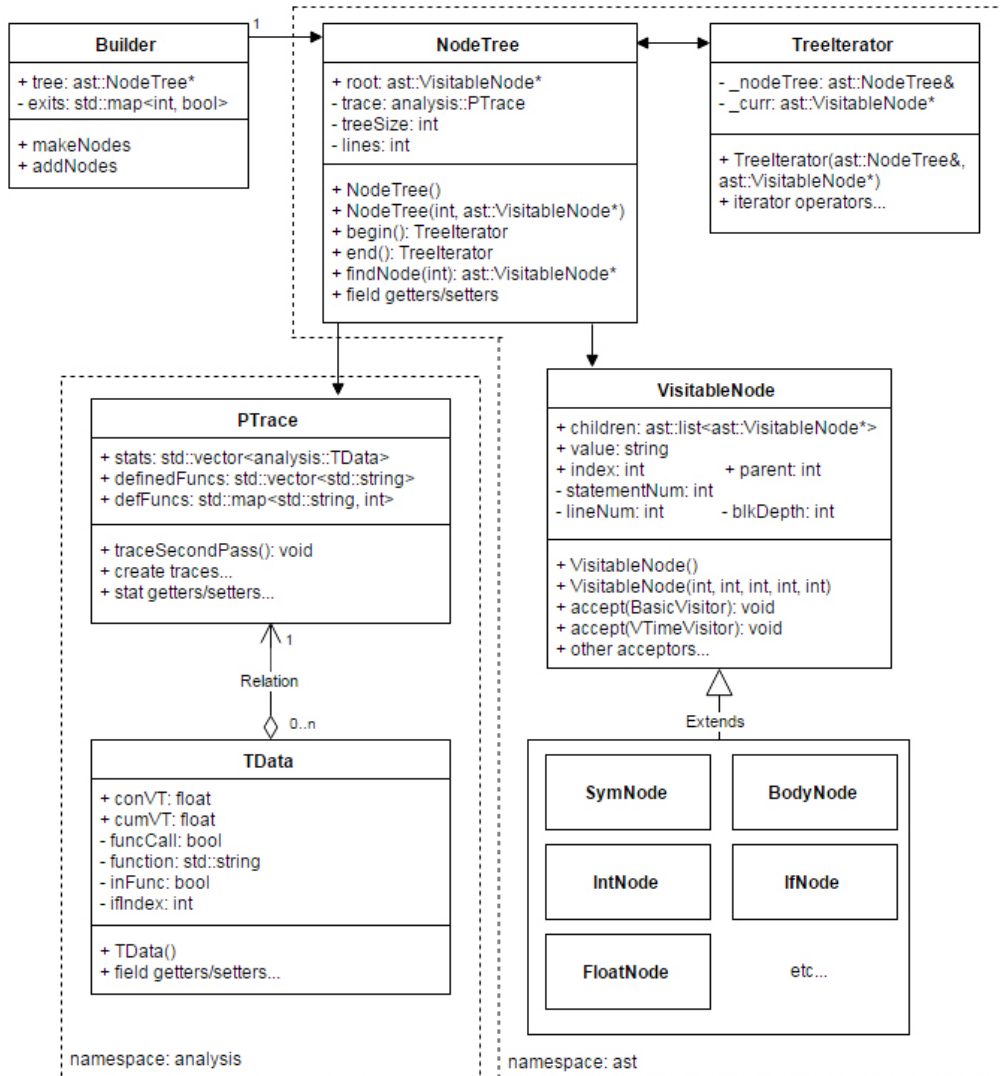 Builder
+ tree: ast::NodeTree*
- exits: std::map<int, bool>
+ makeNodes
+ addNodes
1
NodeTree
+ root: ast::VisitableNode*
- trace: analysis::PTrace
- treeSize: int
- lines: int
+ NodeTree()
+ NodeTree(int, ast::VisitableNode*)
+ begin(): TreeIterator
+ end(): TreeIterator
+ findNode(int): ast::VisitableNode*
+ field getters/setters
TreeIterator
- _nodeTree: ast::NodeTree&
- _curr: ast::VisitableNode*
+ TreeIterator(ast::NodeTree&,
ast::VisitableNode*)
+ iterator operators...
PTrace
+ stats: std::vector<analysis::TData>
+ definedFuncs: std::vector<std::string>
+ defFuncs: std::map<std::string, int>
+ traceSecondPass(): void
+ create traces...
+ stat getters/setters...
1
Relation
0..n
TData
+ conVT: float
+ cumVT: float
- funcCall: bool
- function: std::string
- inFunc: bool
- ifIndex: int
+ TData()
+ field getters/setters...
namespace: analysis
VisitableNode
+ children: ast::list<ast::VisitableNode*>
+ value: string
+ index: int + parent: int
- statementNum: int
- lineNum: int - blkDepth: int
+ VisitableNode()
+ VisitableNode(int, int, int, int, int)
+ accept(BasicVisitor): void
+ accept(VTimeVisitor): void
+ other acceptors...
Extends
SymNode
BodyNode
IntNode
IfNode
FloatNode
etc...
namespace: ast